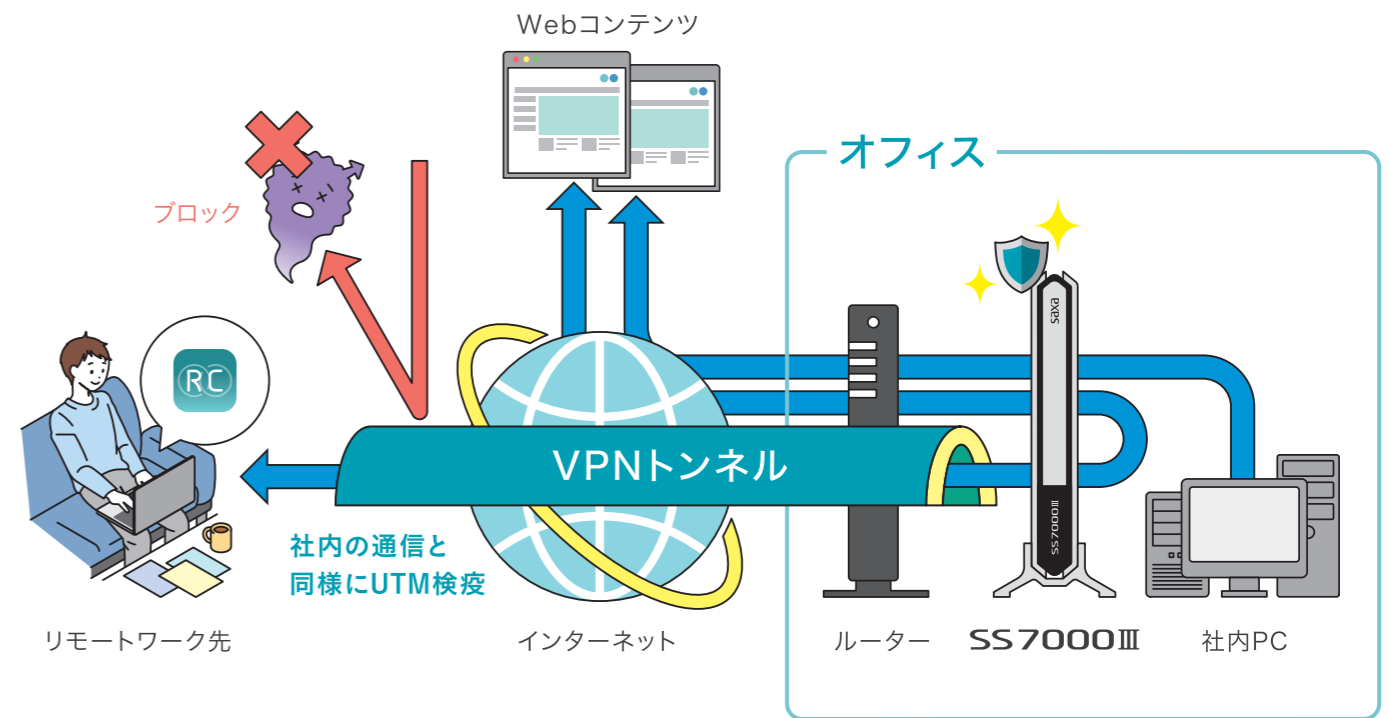 Webコンテンツ
オフィス
ブロック
saxa
RC
VPNトンネル
SS7000Ⅲ
社内の通信と
同様にUTM検疫
リモートワーク先
インターネット
ルーター
SS7000Ⅲ
社内PC